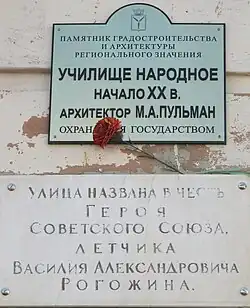 ПАМЯТНИК ГРАДОСТРОИТЕЛЬСТВА
И АРХИТЕКТУРЫ
РЕГИОНАЛЬНОГО ЗНАЧЕНИЯ
УЧИЛИЩЕ НАРОДНОЕ
НАЧАЛО XX В.
АРХИТЕКТОР М.А.ПУЛЬМАН
ОХРАНЯЕТСЯ ГОСУДАРСТВОМ
УЛИЦА НАЗВАНА В ЧЕСТЬ
ГЕРОЯ
СОВЕТСКОГО СОЮЗА,
ЛЕТЧИКА
ВАСИЛИЯ АЛЕКСАНДРОВИЧА
РОГОЖИНА.